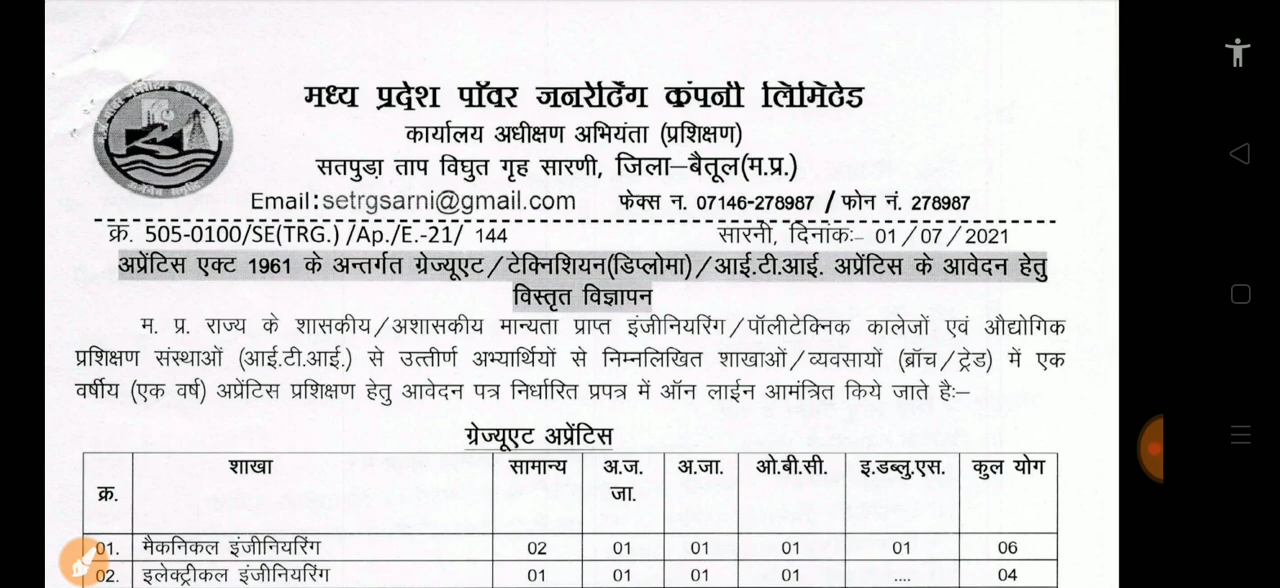 मध्य प्रदेश पॉवर जनरेटिंग कंपनी लिमिटेड
कार्यालय अधीक्षण अभियंता (प्रशिक्षण)
सतपुडा ताप विघुत गृह सारणी, जिला–बैतूल(म.प्र.)
Email:setrgsarni@gmail.com फेक्स न. 07146-278987 / फोन नं. 278987
क्र. 505-0100/SE(TRG.) /Ap./E.-21/ 144 सारनी, दिनांकः– 01/07/2021
अप्रेंटिस एक्ट 1961 के अन्तर्गत ग्रेज्यूएट/टेक्निशियन(डिप्लोमा)/आई.टी.आई. अप्रेंटिस के आवेदन हेतु
विस्तृत विज्ञापन
म. प्र. राज्य के शासकीय/अशासकीय मान्यता प्राप्त इंजीनियरिंग/पॉलीटेक्निक कालेजों एवं औद्योगिक
प्रशिक्षण संस्थाओं (आई.टी.आई.) से उत्तीर्ण अभ्यार्थियों से निम्नलिखित शाखाओं/व्यवसायों (ब्रॉच/ट्रेड) में एक
वर्षीय (एक वर्ष) अप्रेंटिस प्रशिक्षण हेतु आवेदन पत्र निर्धारित प्रपत्र में ऑन लाईन आमंत्रित किये जाते हैः–
ग्रेज्यूएट अप्रेंटिस
क्र. शाखा सामान्य अ.ज.जा. अ.जा. ओ.बी.सी. इ.डब्लु.एस. कुल योग
01. मैकनिकल इंजीनियरिंग 02 01 01 01 01 06
02. इलेक्ट्रीकल इंजीनियरिंग 01 01 01 01 .... 04